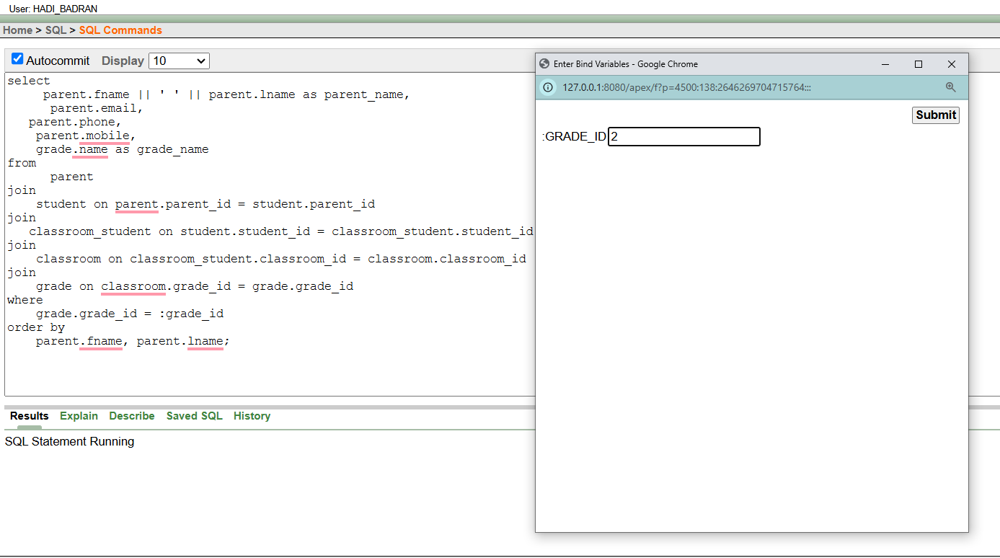 User: HADI_BADRAN
Home > SQL > SQL Commands
Autocommit Display 10
select
parent.fname || ' ' || parent.lname as parent_name,
parent.email,
parent.phone,
parent.mobile,
grade.name as grade_name
from
parent
join
student on parent.parent_id = student.parent_id
join
classroom_student on student.student_id = classroom_student.student_id
join
classroom on classroom_student.classroom_id = classroom.classroom_id
join
grade on classroom.grade_id = grade.grade_id
where
grade.grade_id = :grade_id
order by
parent.fname, parent.lname;
Results Explain Describe Saved SQL History
SQL Statement Running
Enter Bind Variables - Google Chrome
127.0.0.1:8080/apex/f?p=4500:138:2646269704715764:::
Submit
:GRADE_ID 2